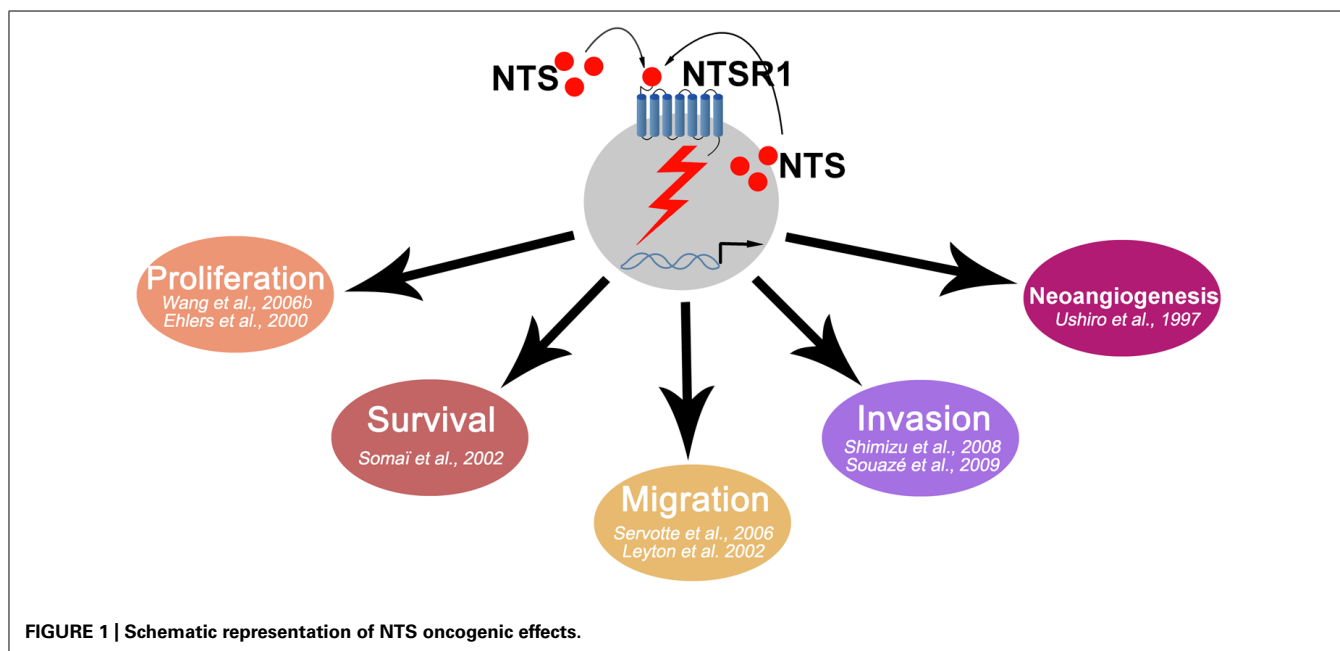 NTS
NTSR1
NTS
Proliferation
Wang et al., 2006b
Ehlers et al., 2000
Survival
Somaï et al., 2002
Migration
Servotte et al., 2006
Leyton et al. 2002
Invasion
Shimizu et al., 2008
Souazé et al., 2009
Neoangiogenesis
Ushiro et al., 1997
FIGURE 1 | Schematic representation of NTS oncogenic effects.